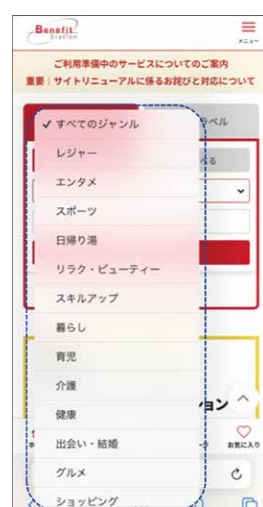 Benefit
Station
メニュー
ご利用準備中のサービスについてのご案内
重要｜サイトリニューアルに係るお詫びと対応について
✓ すべてのジャンル
ラベル
レジャー
べる
エンタメ
スポーツ
日帰り湯
リラク・ビューティー
スキルアップ
暮らし
育児
介護
ョン
健康
出会い・結婚
お気に入り
グルメ
ショッピング